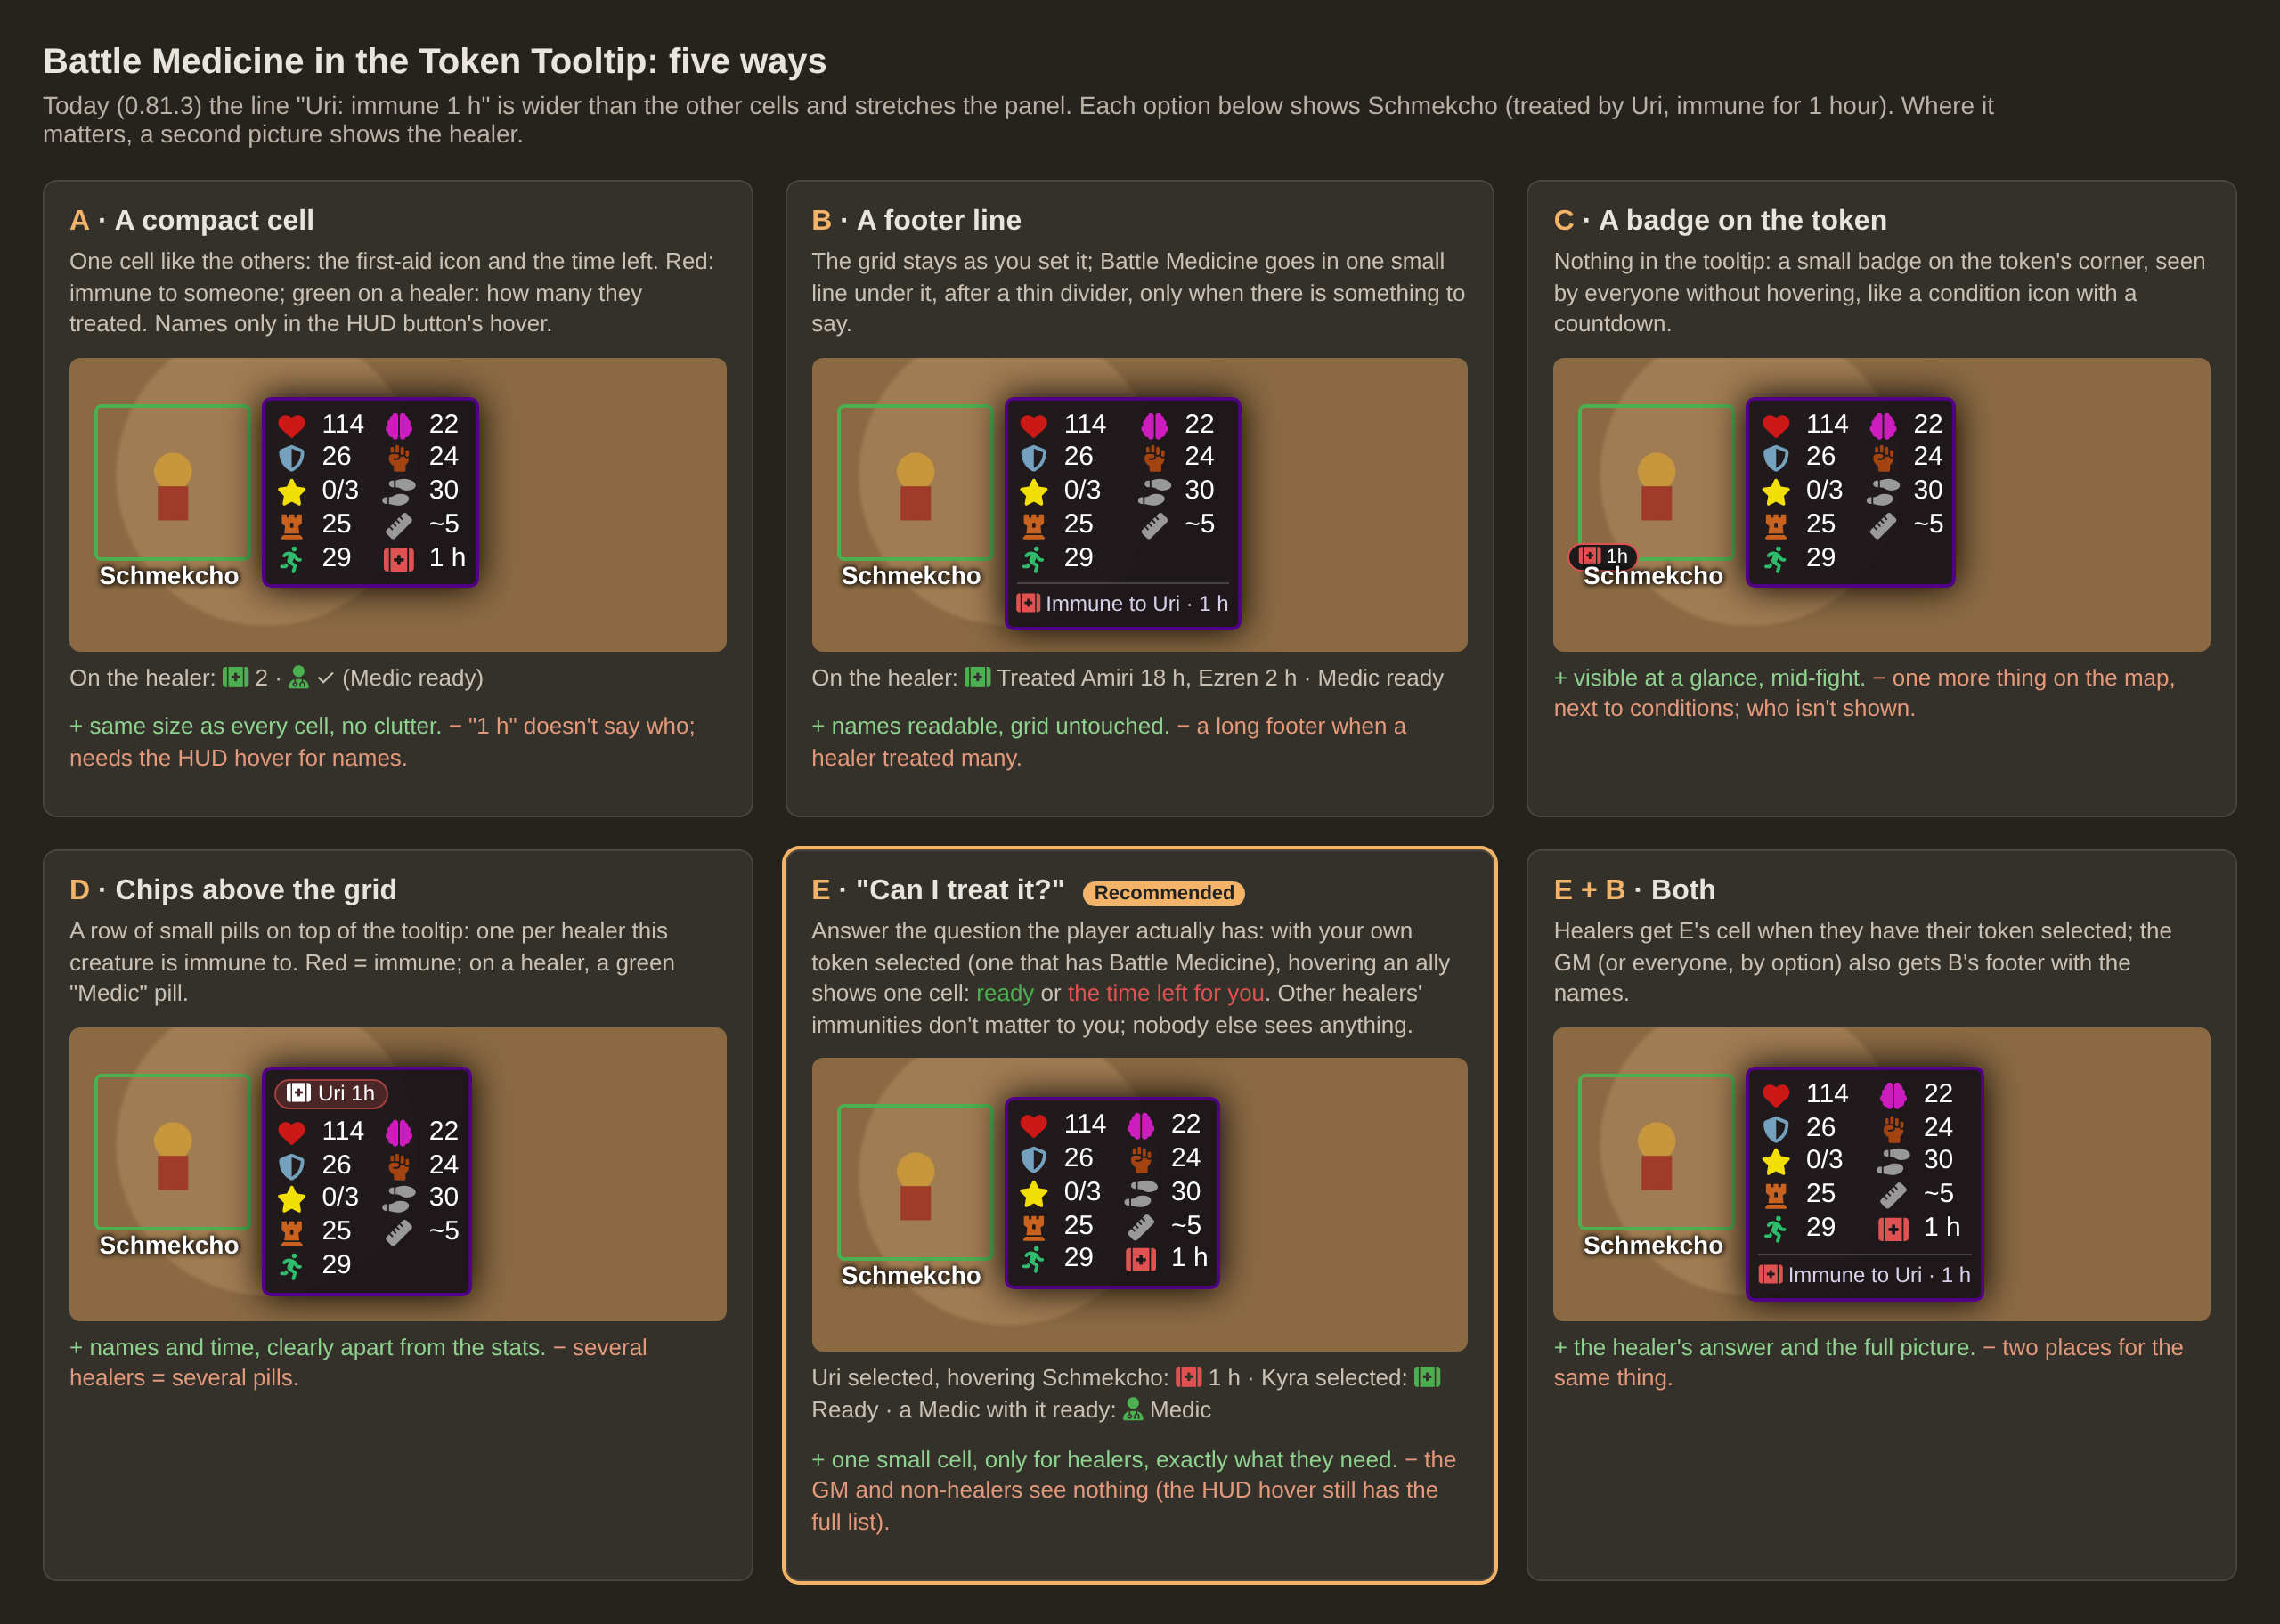 Battle Medicine in the Token Tooltip: five ways
Today (0.81.3) the line "Uri: immune 1 h" is wider than the other cells and stretches the panel. Each option below shows Schmekcho (treated by Uri, immune for 1 hour). Where it
matters, a second picture shows the healer.
A · A compact cell
One cell like the others: the first-aid icon and the time left. Red:
immune to someone; green on a healer: how many they
treated. Names only in the HUD button's hover.
114 22
26 24
0/3 30
25 ~5
29 1 h
Schmekcho
On the healer: 2 · ✓ (Medic ready)
+ same size as every cell, no clutter. − "1 h" doesn't say who;
needs the HUD hover for names.
B · A footer line
The grid stays as you set it; Battle Medicine goes in one small
line under it, after a thin divider, only when there is something to
say.
114 22
26 24
0/3 30
25 ~5
29
Schmekcho
Immune to Uri · 1 h
On the healer: Treated Amiri 18 h, Ezren 2 h · Medic ready
+ names readable, grid untouched. − a long footer when a
healer treated many.
C · A badge on the token
Nothing in the tooltip: a small badge on the token's corner, seen
by everyone without hovering, like a condition icon with a
countdown.
114 22
26 24
0/3 30
25 ~5
29
1h
Schmekcho
+ visible at a glance, mid-fight. − one more thing on the map,
next to conditions; who isn't shown.
D · Chips above the grid
A row of small pills on top of the tooltip: one per healer this
creature is immune to. Red = immune; on a healer, a green
"Medic" pill.
Uri 1h
114 22
26 24
0/3 30
25 ~5
29
Schmekcho
+ names and time, clearly apart from the stats. − several
healers = several pills.
E · "Can I treat it?" Recommended
Answer the question the player actually has: with your own
token selected (one that has Battle Medicine), hovering an ally
shows one cell: ready or the time left for you. Other healers'
immunities don't matter to you; nobody else sees anything.
114 22
26 24
0/3 30
25 ~5
29 1 h
Schmekcho
Uri selected, hovering Schmekcho: 1 h · Kyra selected:
Ready · a Medic with it ready: Medic
+ one small cell, only for healers, exactly what they need. − the
GM and non-healers see nothing (the HUD hover still has the
full list).
E + B · Both
Healers get E's cell when they have their token selected; the
GM (or everyone, by option) also gets B's footer with the
names.
114 22
26 24
0/3 30
25 ~5
29 1 h
Schmekcho
Immune to Uri · 1 h
+ the healer's answer and the full picture. − two places for the
same thing.